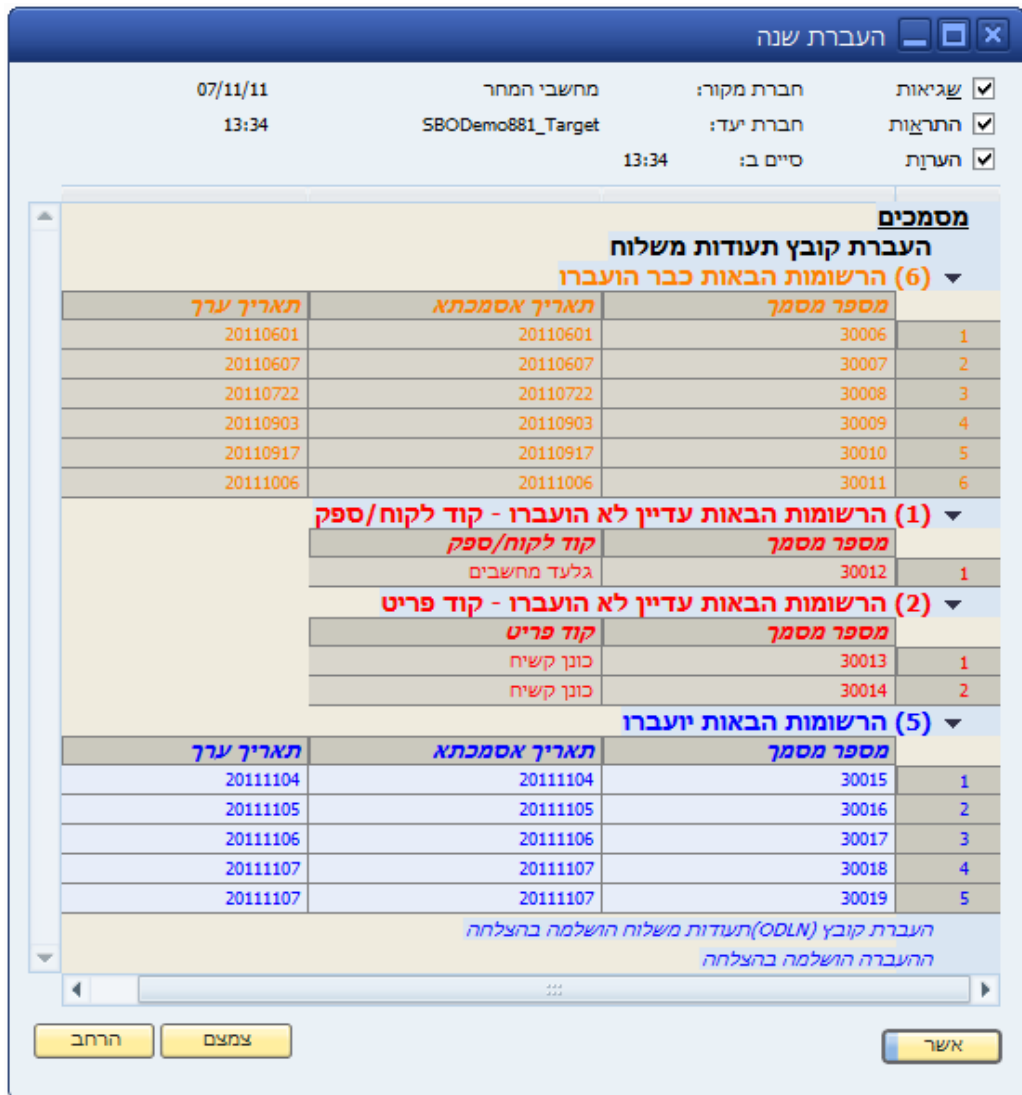 העברת שנה
שגיאות חברת מקור: מחשבי המחר 07/11/11
התראות חברת יעד: SBODemo881_Target 13:34
הערות סיים ב: 13:34
מסמכים
העברת קובץ תעודות משלוח
(6) הרשומות הבאות כבר הועברו
מספר מסמך תאריך אסמכתא תאריך ערך
1 30006 20110601 20110601
2 30007 20110607 20110607
3 30008 20110722 20110722
4 30009 20110903 20110903
5 30010 20110917 20110917
6 30011 20111006 20111006
(1) הרשומות הבאות עדיין לא הועברו - קוד לקוח/ספק
מספר מסמך קוד לקוח/ספק
1 30012 גלעד מחשבים
(2) הרשומות הבאות עדיין לא הועברו - קוד פריט
מספר מסמך קוד פריט
1 30013 כונן קשיח
2 30014 כונן קשיח
(5) הרשומות הבאות יועברו
מספר מסמך תאריך אסמכתא תאריך ערך
1 30015 20111104 20111104
2 30016 20111105 20111105
3 30017 20111106 20111106
4 30018 20111107 20111107
5 30019 20111107 20111107
העברת קובץ (ODLN)תעודות משלוח הושלמה בהצלחה
ההעברה הושלמה בהצלחה
אשר צמצם הרחב